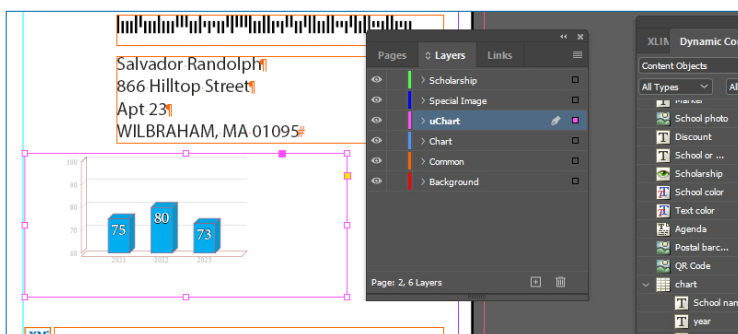 Salvador Randolph¶
866 Hilltop Street¶
Apt 23¶
WILBRAHAM, MA 01095#
100
90
80
70
60
75
80
73
2021
2022
2023
Pages
Layers
Links
Scholarship
Special Image
uChart
Chart
Common
Background
Page: 2, 6 Layers
Dynamic Co
Content Objects
All Types
Al
School photo
Discount
School or ...
Scholarship
School color
Text color
Agenda
Postal barc...
QR Code
chart
School nan
year